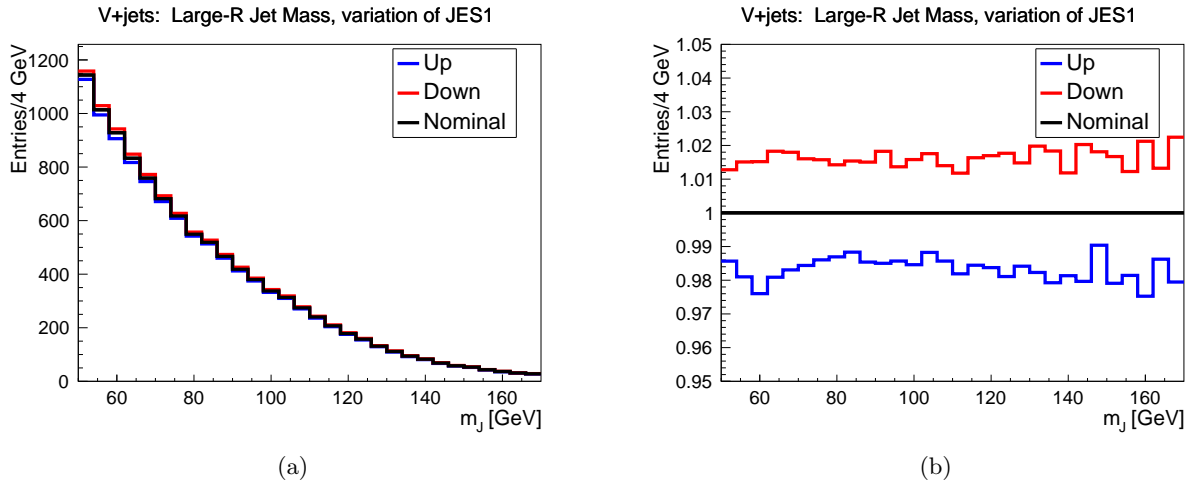 V+jets: Large-R Jet Mass, variation of JES1
Entries/4 GeV
1200
1000
800
600
400
200
0
60 80 100 120 140 160
m_J [GeV]
Up
Down
Nominal
(a)
V+jets: Large-R Jet Mass, variation of JES1
Entries/4 GeV
1.05
1.04
1.03
1.02
1.01
1
0.99
0.98
0.97
0.96
0.95
60 80 100 120 140 160
m_J [GeV]
Up
Down
Nominal
(b)